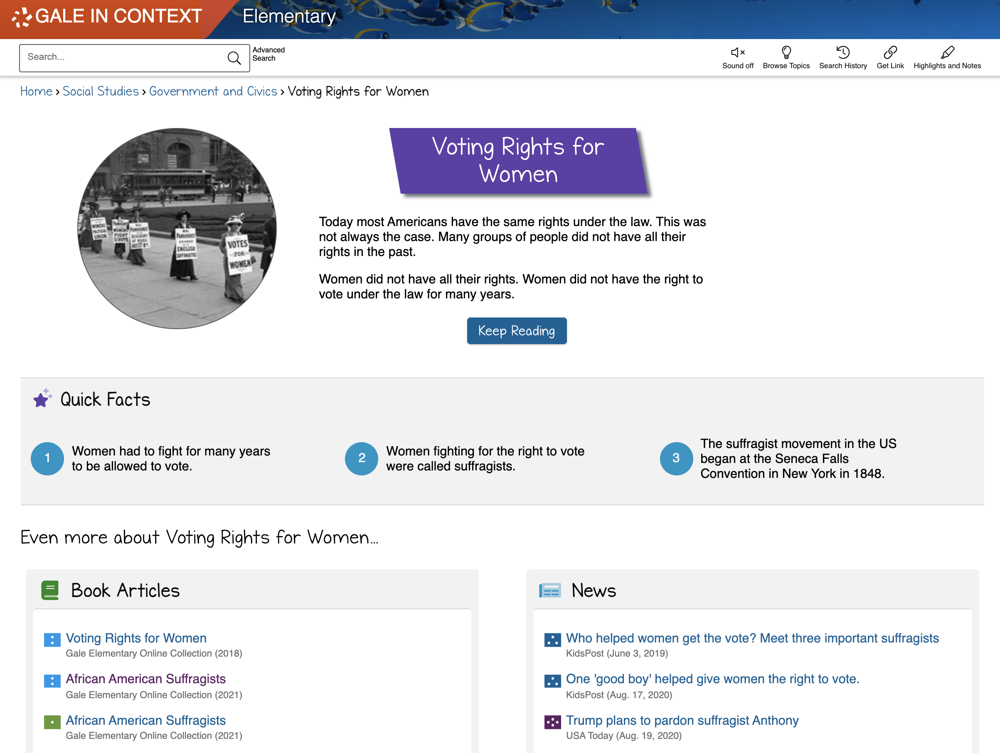 GALE IN CONTEXT
Elementary
Search...
Advanced
Search
Sound off
Browse Topics
Search History
Get Link
Highlights and Notes
Home › Social Studies › Government and Civics › Voting Rights for Women
VOTES
FOR
WOMEN
Voting Rights for
Women
Today most Americans have the same rights under the law. This was
not always the case. Many groups of people did not have all their
rights in the past.
Women did not have all their rights. Women did not have the right to
vote under the law for many years.
Keep Reading
Quick Facts
1
Women had to fight for many years
to be allowed to vote.
2
Women fighting for the right to vote
were called suffragists.
3
The suffragist movement in the US
began at the Seneca Falls
Convention in New York in 1848.
Even more about Voting Rights for Women...
Book Articles
Voting Rights for Women
Gale Elementary Online Collection (2018)
African American Suffragists
Gale Elementary Online Collection (2021)
African American Suffragists
Gale Elementary Online Collection (2021)
News
Who helped women get the vote? Meet three important suffragists
KidsPost (June 3, 2019)
One 'good boy' helped give women the right to vote.
KidsPost (Aug. 17, 2020)
Trump plans to pardon suffragist Anthony
USA Today (Aug. 19, 2020)